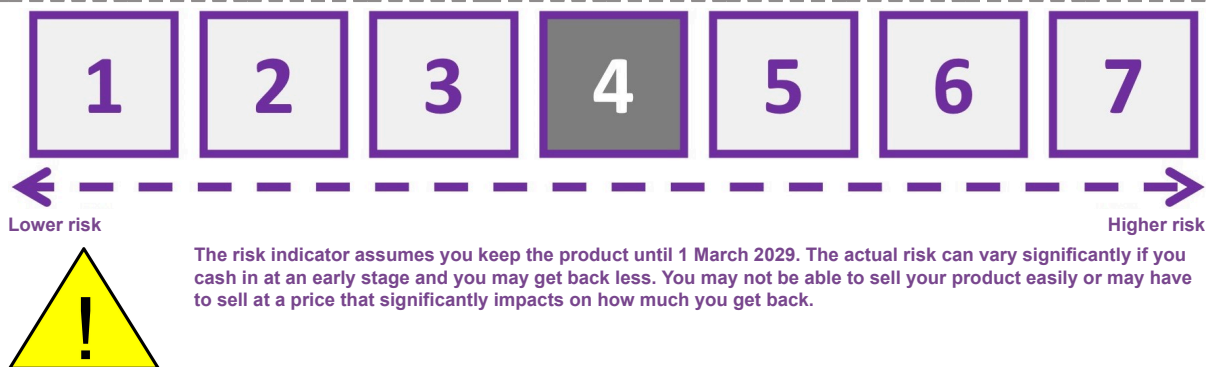 1 2 3 4 5 6 7
Lower risk Higher risk
The risk indicator assumes you keep the product until 1 March 2029. The actual risk can vary significantly if you
cash in at an early stage and you may get back less. You may not be able to sell your product easily or may have
to sell at a price that significantly impacts on how much you get back.
!